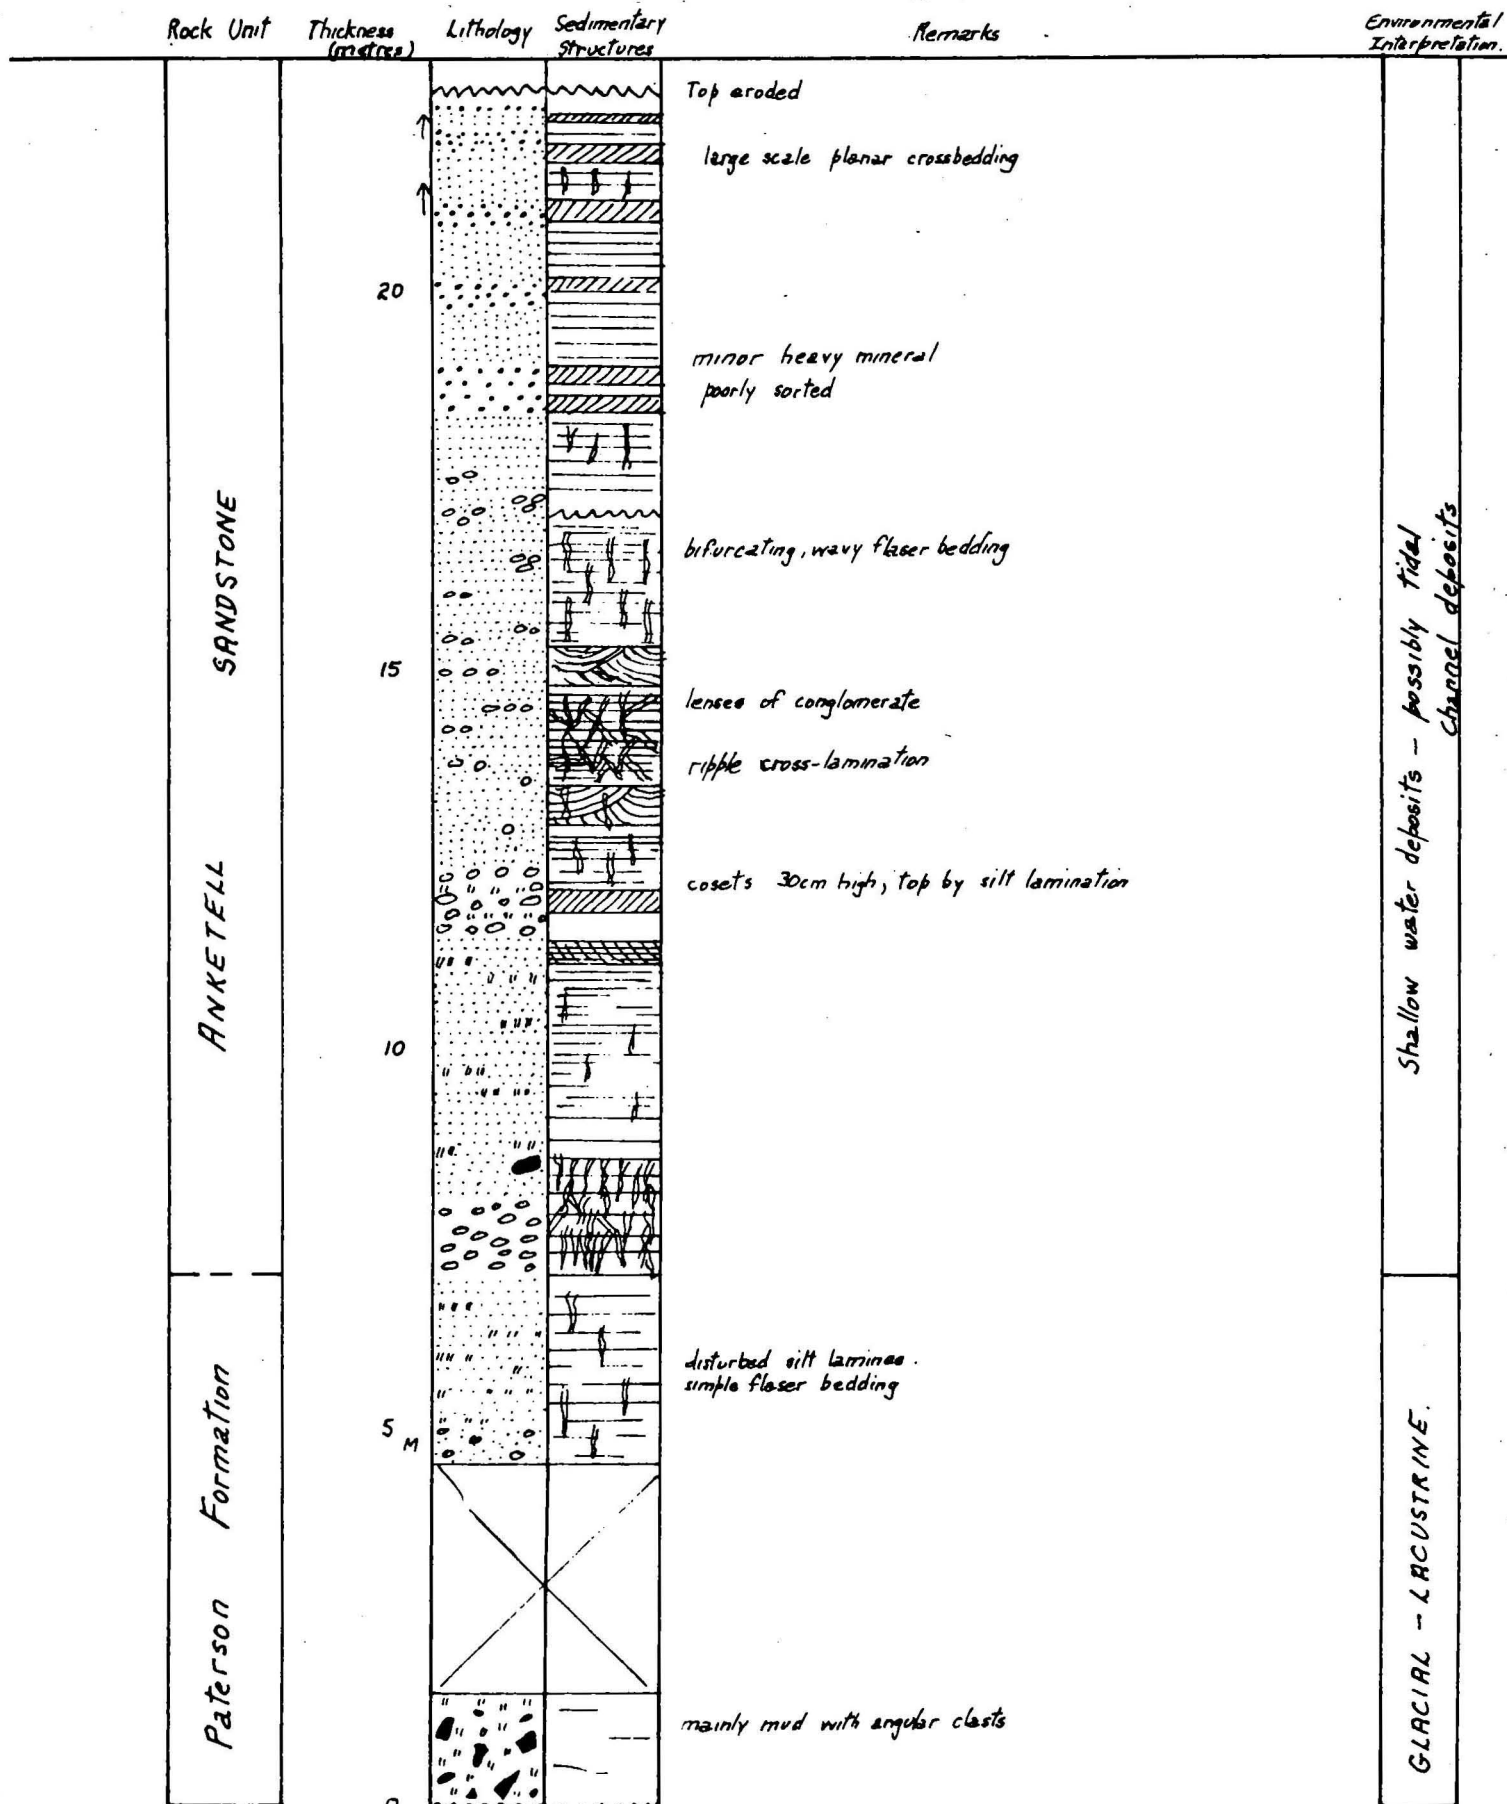 Rock Unit
Thickness
(metres)
Lithology
Sedimentary
Structures
Remarks
Environmental
Interpretation.
Top eroded
large scale planar crossbedding
20
minor heavy mineral
poorly sorted
bifurcating, wavy flaser bedding
15
lenses of conglomerate
ripple cross-lamination
cosets 30cm high, top by silt lamination
10
disturbed silt laminae.
simple flaser bedding
5 M
mainly mud with angular clasts
0
ANKETELL SANDSTONE
Paterson Formation
Shallow water deposits - possibly tidal
channel deposits
GLACIAL - LACUSTRINE.